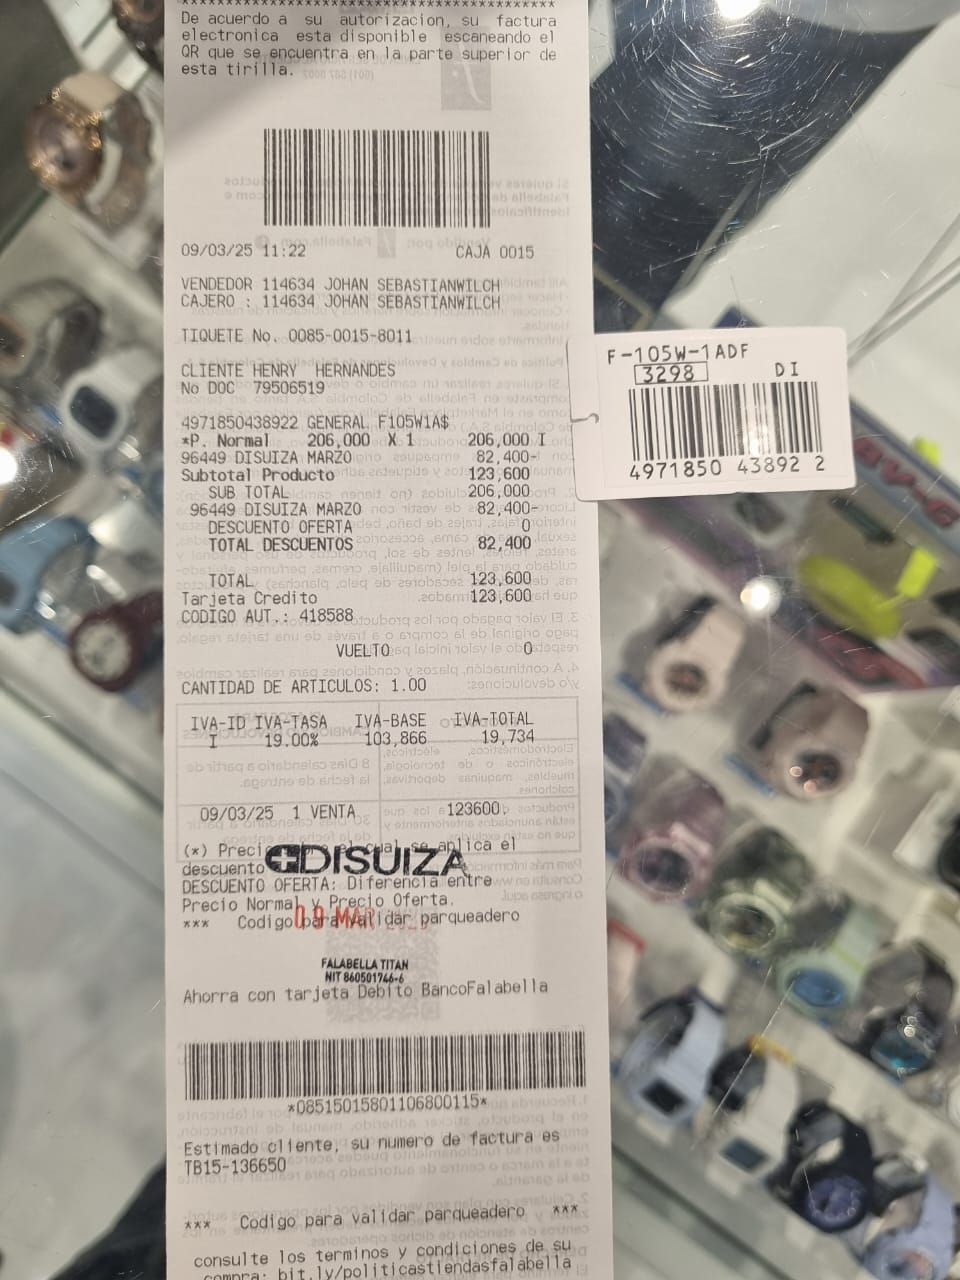 De acuerdo a su autorizacion, su factura
electronica esta disponible escaneando el
QR que se encuentra en la parte superior de
esta tirilla.
09/03/25 11:22 CAJA 0015
VENDEDOR 114634 JOHAN SEBASTIANWILCH
CAJERO : 114634 JOHAN SEBASTIANWILCH
TIQUETE No. 0085-0015-8011
CLIENTE HENRY HERNANDES
No DOC 79506519
4971850438922 GENERAL F105W1A$
*P. Normal 206,000 X 1 206,000 I
96449 DISUIZA MARZO 82,400-
Subtotal Producto 123,600
SUB TOTAL 206,000
96449 DISUIZA MARZO 82,400-
DESCUENTO OFERTA 0
TOTAL DESCUENTOS 82,400
TOTAL 123,600
Tarjeta Credito 123,600
CODIGO AUT.: 418588
VUELTO 0
CANTIDAD DE ARTICULOS: 1.00
IVA-ID IVA-TASA IVA-BASE IVA-TOTAL
I 19.00% 103,866 19,734
09/03/25 1 VENTA 123600
(*) Preci cual se aplica el
descuento DISUIZA
DESCUENTO OFERTA: Diferencia entre
Precio Normal y Precio Oferta.
*** Codigo para validar parqueadero
09 MAR
FALABELLA TITAN
NIT 860501746-6
Ahorra con tarjeta Debito BancoFalabella
*08515015801106800115*
Estimado cliente, su numero de factura es
TB15-136650
*** Codigo para validar parqueadero ***
consulte los terminos y condiciones de su
compra: bit.ly/politicastiendasfalabella
F-105W-1ADF
3298 DI
4971850 43892 2